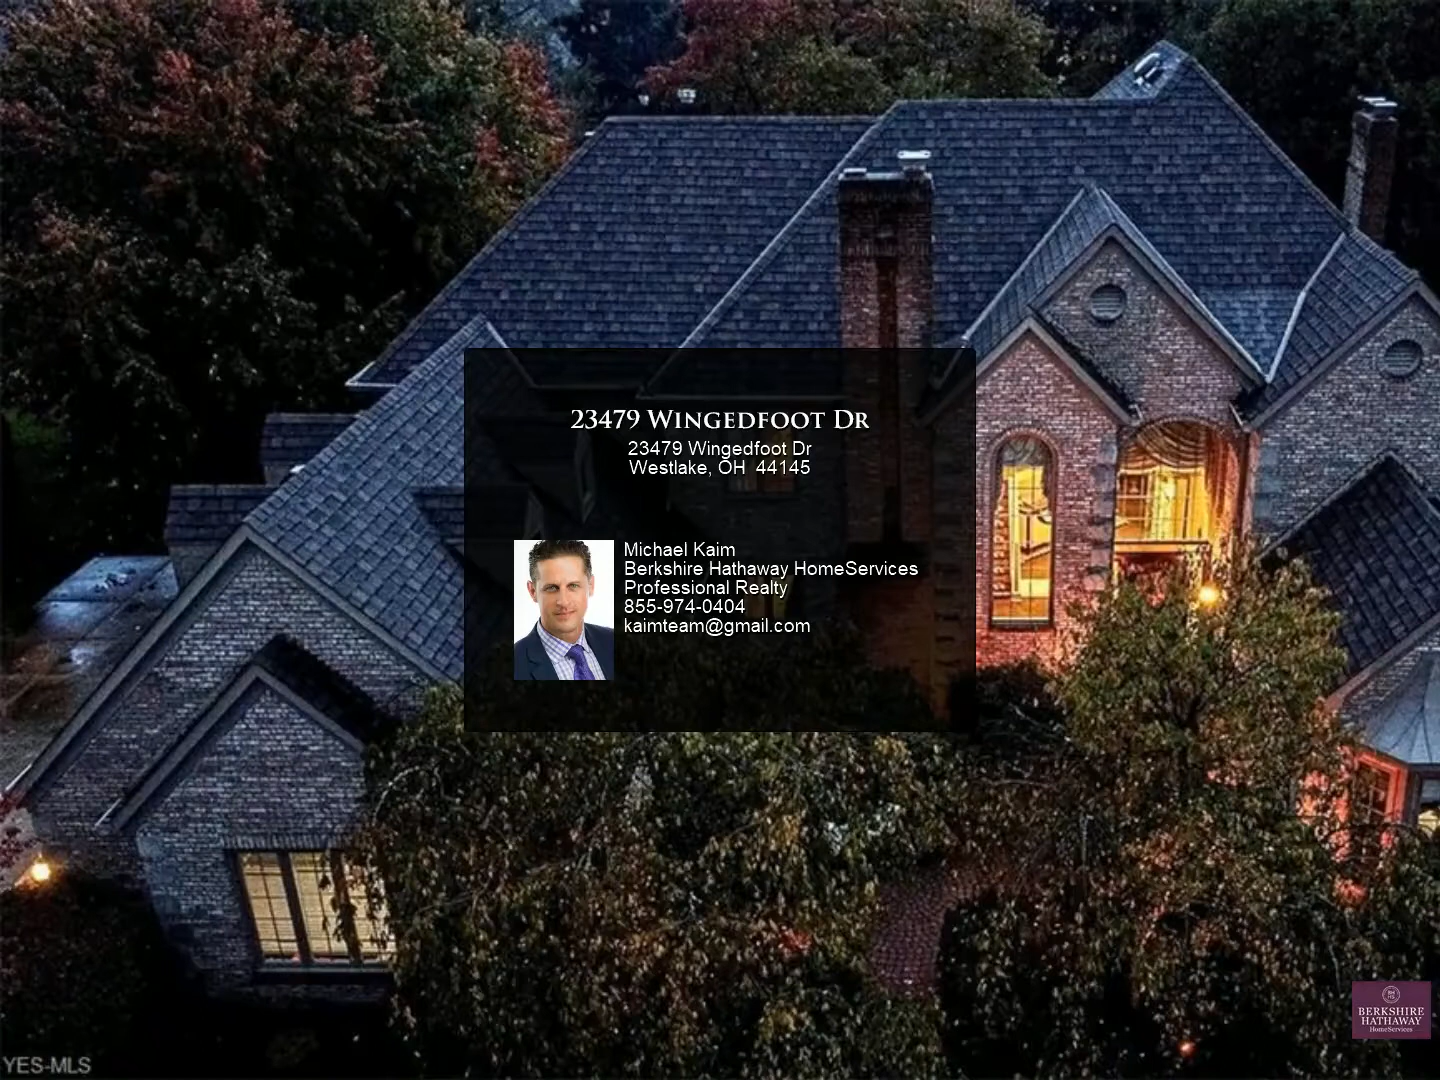 23479 Wingedfoot Dr
23479 Wingedfoot Dr
Westlake, OH  44145
Michael Kaim
Berkshire Hathaway HomeServices
Professional Realty
855-974-0404
kaimteam@gmail.com
BERKSHIRE
HATHAWAY
HomeServices
YES-MLS